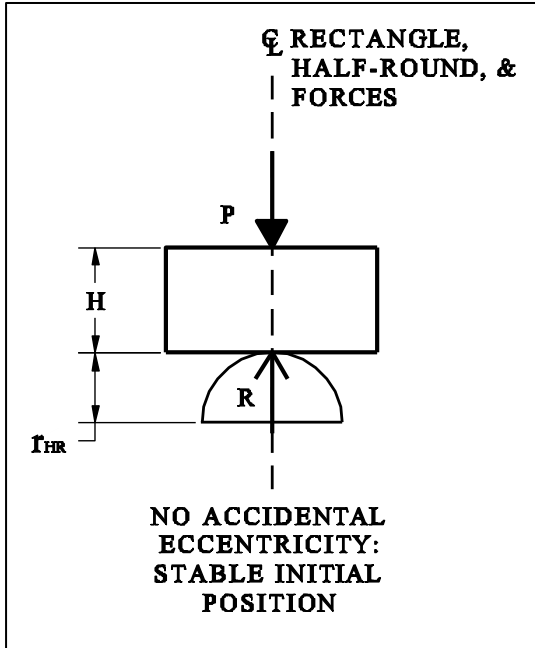 ℄ RECTANGLE,
HALF-ROUND, &
FORCES
P
H
R
rHR
NO ACCIDENTAL
ECCENTRICITY:
STABLE INITIAL
POSITION